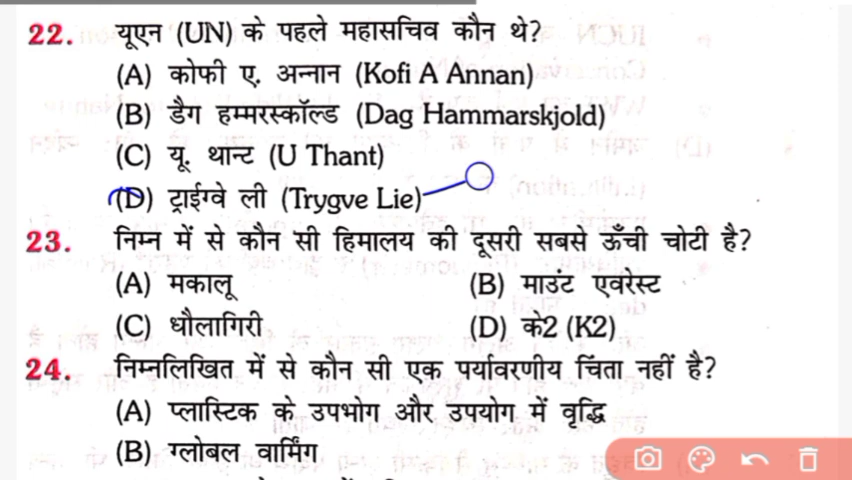 22. यूएन (UN) के पहले महासचिव कौन थे?
(A) कोफी ए. अन्नान (Kofi A Annan)
(B) डैग हम्मरस्कॉल्ड (Dag Hammarskjold)
(C) यू. थान्ट (U Thant)
(D) ट्राईग्वे ली (Trygve Lie)
23. निम्न में से कौन सी हिमालय की दूसरी सबसे ऊँची चोटी है?
(A) मकालू (B) माउंट एवरेस्ट
(C) धौलागिरी (D) के2 (K2)
24. निम्नलिखित में से कौन सी एक पर्यावरणीय चिंता नहीं है?
(A) प्लास्टिक के उपभोग और उपयोग में वृद्धि
(B) ग्लोबल वार्मिंग